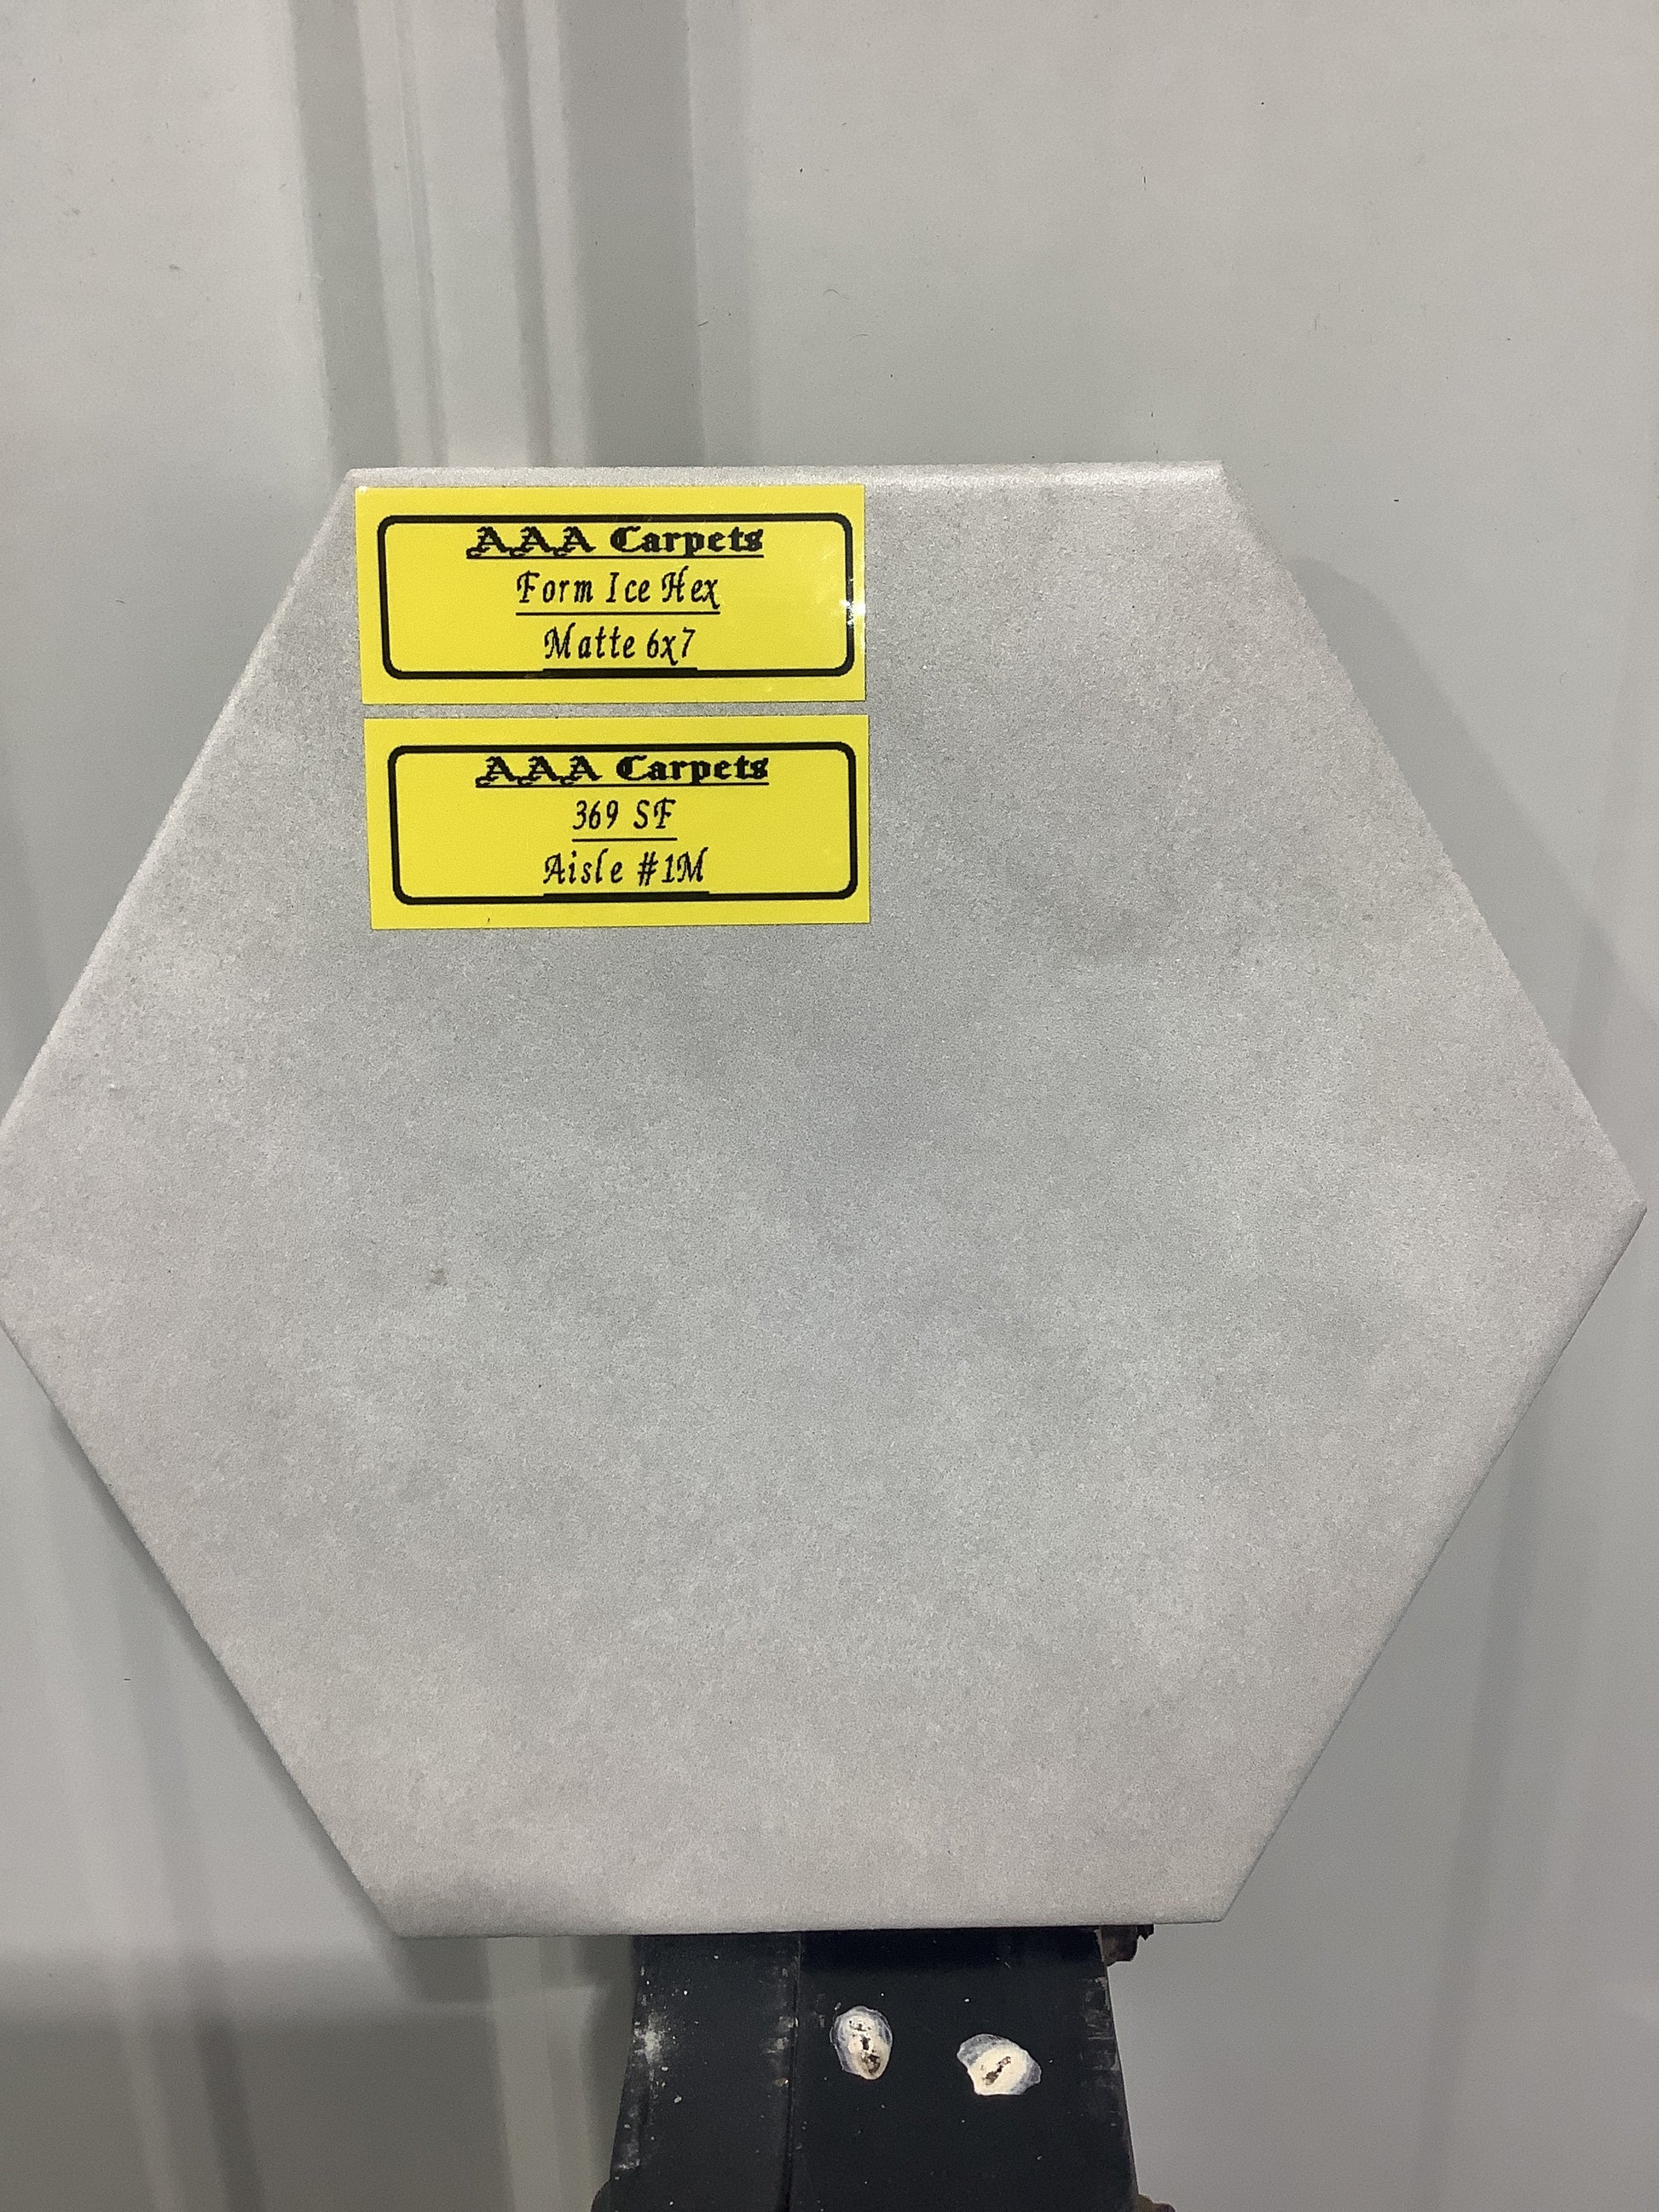 AAA Carpets
Form Ice Hex
Matte 6x7
AAA Carpets
369 SF
Aisle #1M